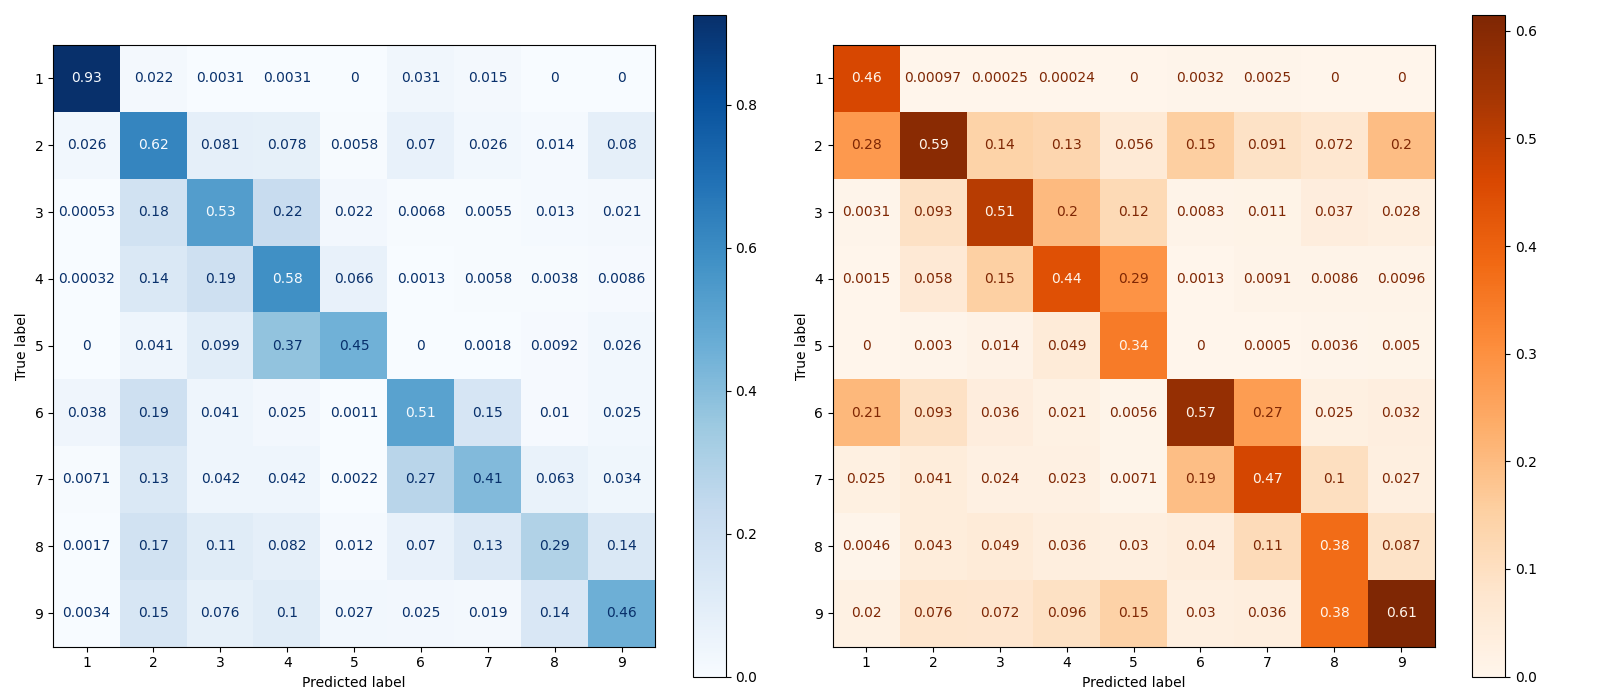 1 0.93 0.022 0.0031 0.0031 0 0.031 0.015 0 0
2 0.026 0.62 0.081 0.078 0.0058 0.07 0.026 0.014 0.08
3 0.00053 0.18 0.53 0.22 0.022 0.0068 0.0055 0.013 0.021
4 0.00032 0.14 0.19 0.58 0.066 0.0013 0.0058 0.0038 0.0086
5 0 0.041 0.099 0.37 0.45 0 0.0018 0.0092 0.026
6 0.038 0.19 0.041 0.025 0.0011 0.51 0.15 0.01 0.025
7 0.0071 0.13 0.042 0.042 0.0022 0.27 0.41 0.063 0.034
8 0.0017 0.17 0.11 0.082 0.012 0.07 0.13 0.29 0.14
9 0.0034 0.15 0.076 0.1 0.027 0.025 0.019 0.14 0.46
1 2 3 4 5 6 7 8 9
Predicted label
True label
0.8
0.6
0.4
0.2
0.0
1 0.46 0.00097 0.00025 0.00024 0 0.0032 0.0025 0 0
2 0.28 0.59 0.14 0.13 0.056 0.15 0.091 0.072 0.2
3 0.0031 0.093 0.51 0.2 0.12 0.0083 0.011 0.037 0.028
4 0.0015 0.058 0.15 0.44 0.29 0.0013 0.0091 0.0086 0.0096
5 0 0.003 0.014 0.049 0.34 0 0.0005 0.0036 0.005
6 0.21 0.093 0.036 0.021 0.0056 0.57 0.27 0.025 0.032
7 0.025 0.041 0.024 0.023 0.0071 0.19 0.47 0.1 0.027
8 0.0046 0.043 0.049 0.036 0.03 0.04 0.11 0.38 0.087
9 0.02 0.076 0.072 0.096 0.15 0.03 0.036 0.38 0.61
1 2 3 4 5 6 7 8 9
Predicted label
True label
0.6
0.5
0.4
0.3
0.2
0.1
0.0